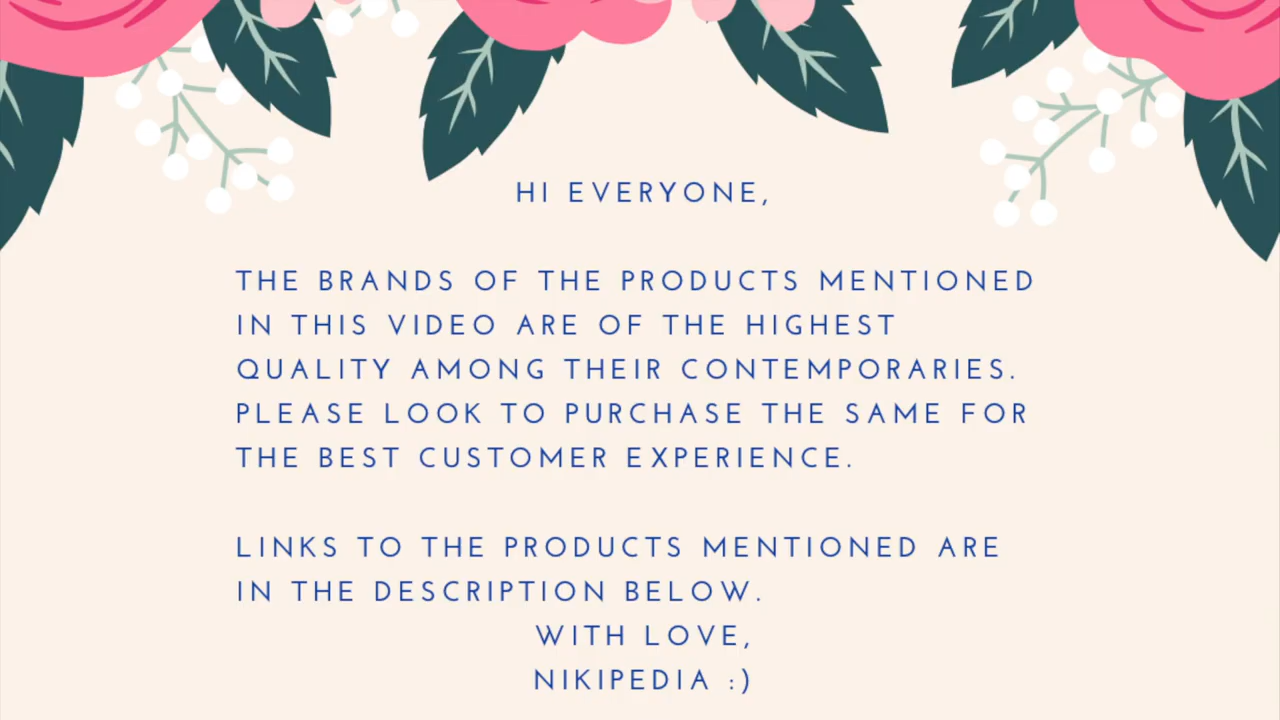 HI EVERYONE,
THE BRANDS OF THE PRODUCTS MENTIONED
IN THIS VIDEO ARE OF THE HIGHEST
QUALITY AMONG THEIR CONTEMPORARIES.
PLEASE LOOK TO PURCHASE THE SAME FOR
THE BEST CUSTOMER EXPERIENCE.
LINKS TO THE PRODUCTS MENTIONED ARE
IN THE DESCRIPTION BELOW.
WITH LOVE,
NIKIPEDIA :)